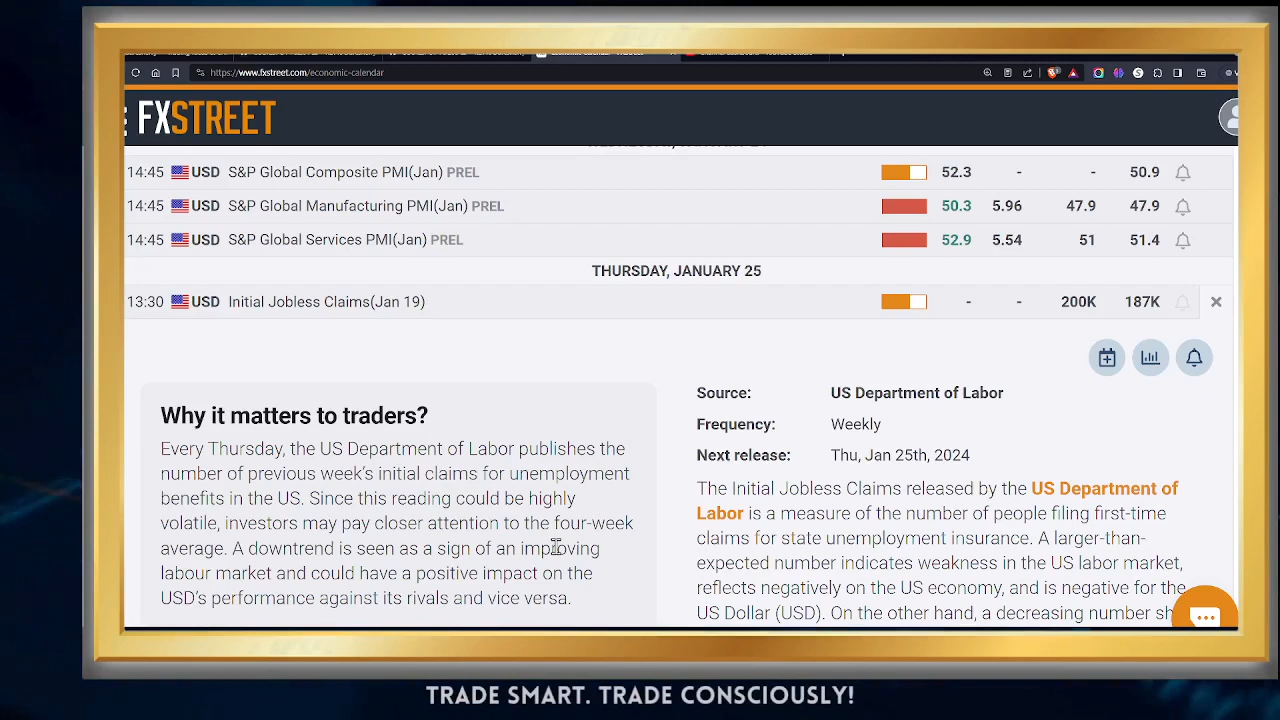 https://www.fxstreet.com/economic-calendar
FXSTREET
14:45 USD S&P Global Composite PMI(Jan) PREL 52.3 - - 50.9
14:45 USD S&P Global Manufacturing PMI(Jan) PREL 50.3 5.96 47.9 47.9
14:45 USD S&P Global Services PMI(Jan) PREL 52.9 5.54 51 51.4
THURSDAY, JANUARY 25
13:30 USD Initial Jobless Claims(Jan 19) - - 200K 187K
Why it matters to traders?
Every Thursday, the US Department of Labor publishes the
number of previous week's initial claims for unemployment
benefits in the US. Since this reading could be highly
volatile, investors may pay closer attention to the four-week
average. A downtrend is seen as a sign of an improving
labour market and could have a positive impact on the
USD's performance against its rivals and vice versa.
Source: US Department of Labor
Frequency: Weekly
Next release: Thu, Jan 25th, 2024
The Initial Jobless Claims released by the US Department of
Labor is a measure of the number of people filing first-time
claims for state unemployment insurance. A larger-than-
expected number indicates weakness in the US labor market,
reflects negatively on the US economy, and is negative for the
US Dollar (USD). On the other hand, a decreasing number sh
TRADE SMART. TRADE CONSCIOUSLY!